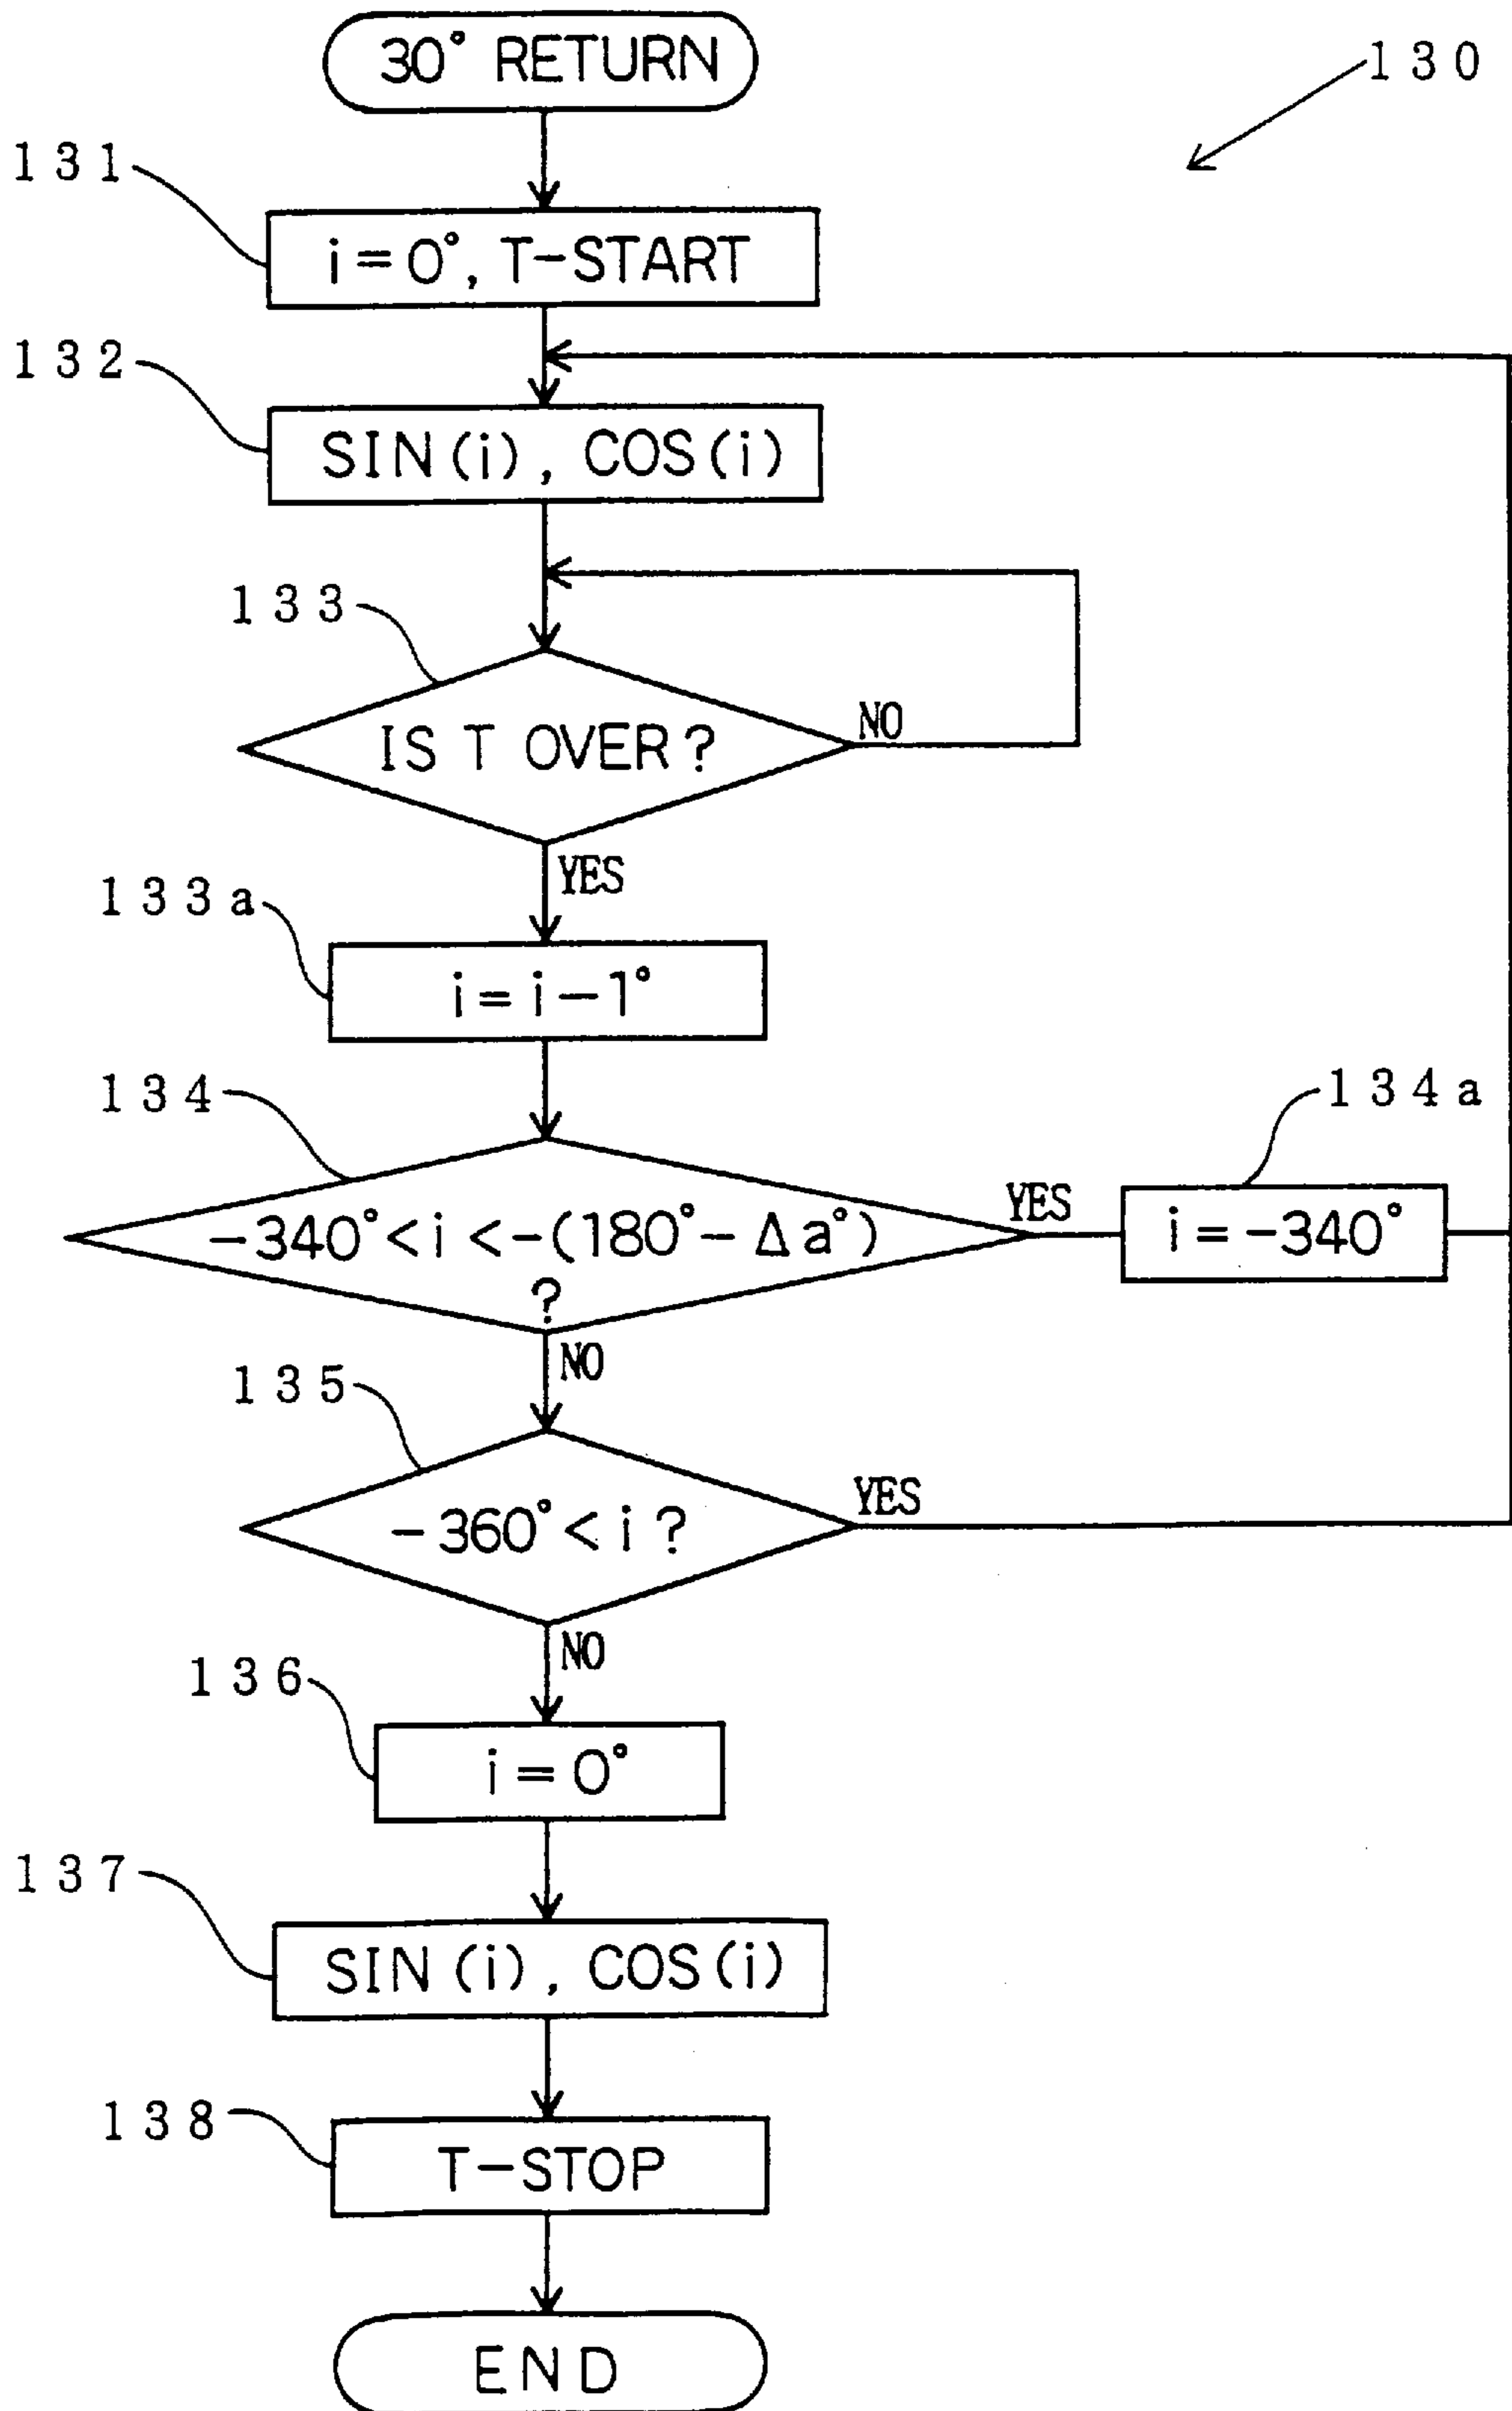 30° RETURN
130
131
i=0°, T-START
132
SIN(i), COS(i)
133
IS T OVER?
NO
YES
133a
i=i-1°
134
134a
-340°<i<-(180°-Δa°)
?
YES
i=-340°
NO
135
-360°<i?
YES
NO
136
i=0°
137
SIN(i), COS(i)
138
T-STOP
END